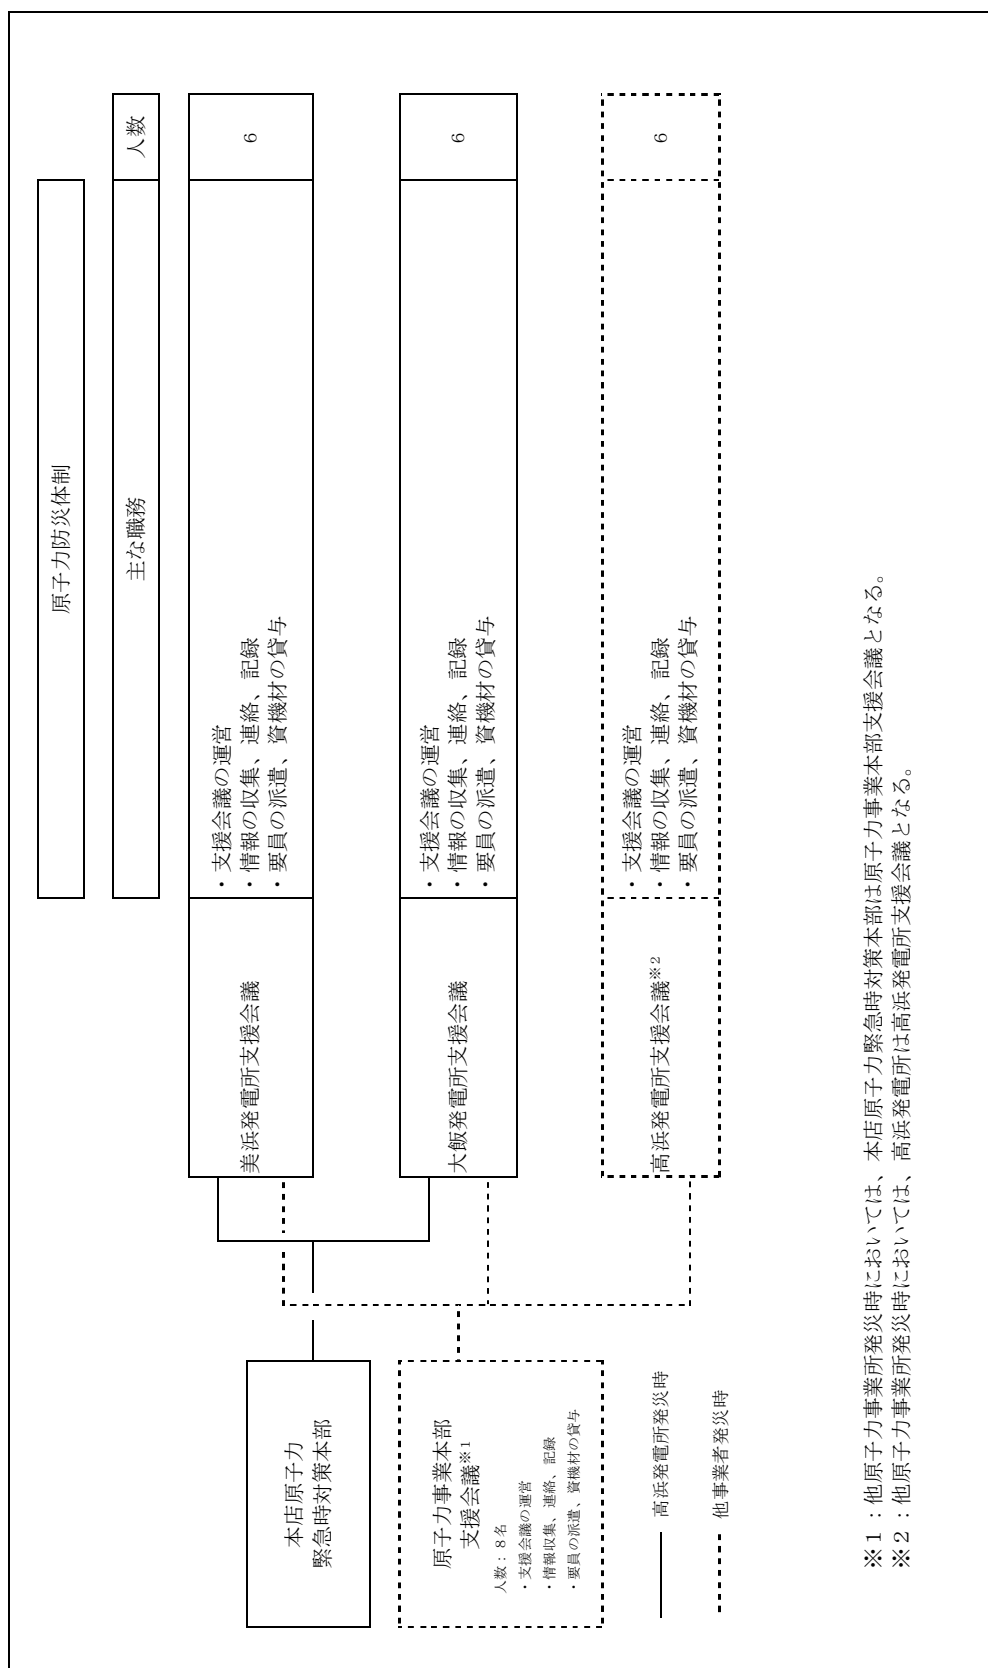 原子力防災体制
主な職務
人数
本店原子力
緊急時対策本部
美浜発電所支援会議
・支援会議の運営
・情報の収集、連絡、記録
・要員の派遣、資機材の貸与
6
大飯発電所支援会議
・支援会議の運営
・情報の収集、連絡、記録
・要員の派遣、資機材の貸与
6
原子力事業本部
支援会議※1
人数：８名
・支援会議の運営
・情報収集、連絡、記録
・要員の派遣、資機材の貸与
高浜発電所支援会議※2
・支援会議の運営
・情報の収集、連絡、記録
・要員の派遣、資機材の貸与
6
高浜発電所発災時
他事業者発災時
※１：他原子力事業所発災時においては、本店原子力緊急時対策本部は原子力事業本部支援会議となる。
※２：他原子力事業所発災時においては、高浜発電所は高浜発電所支援会議となる。